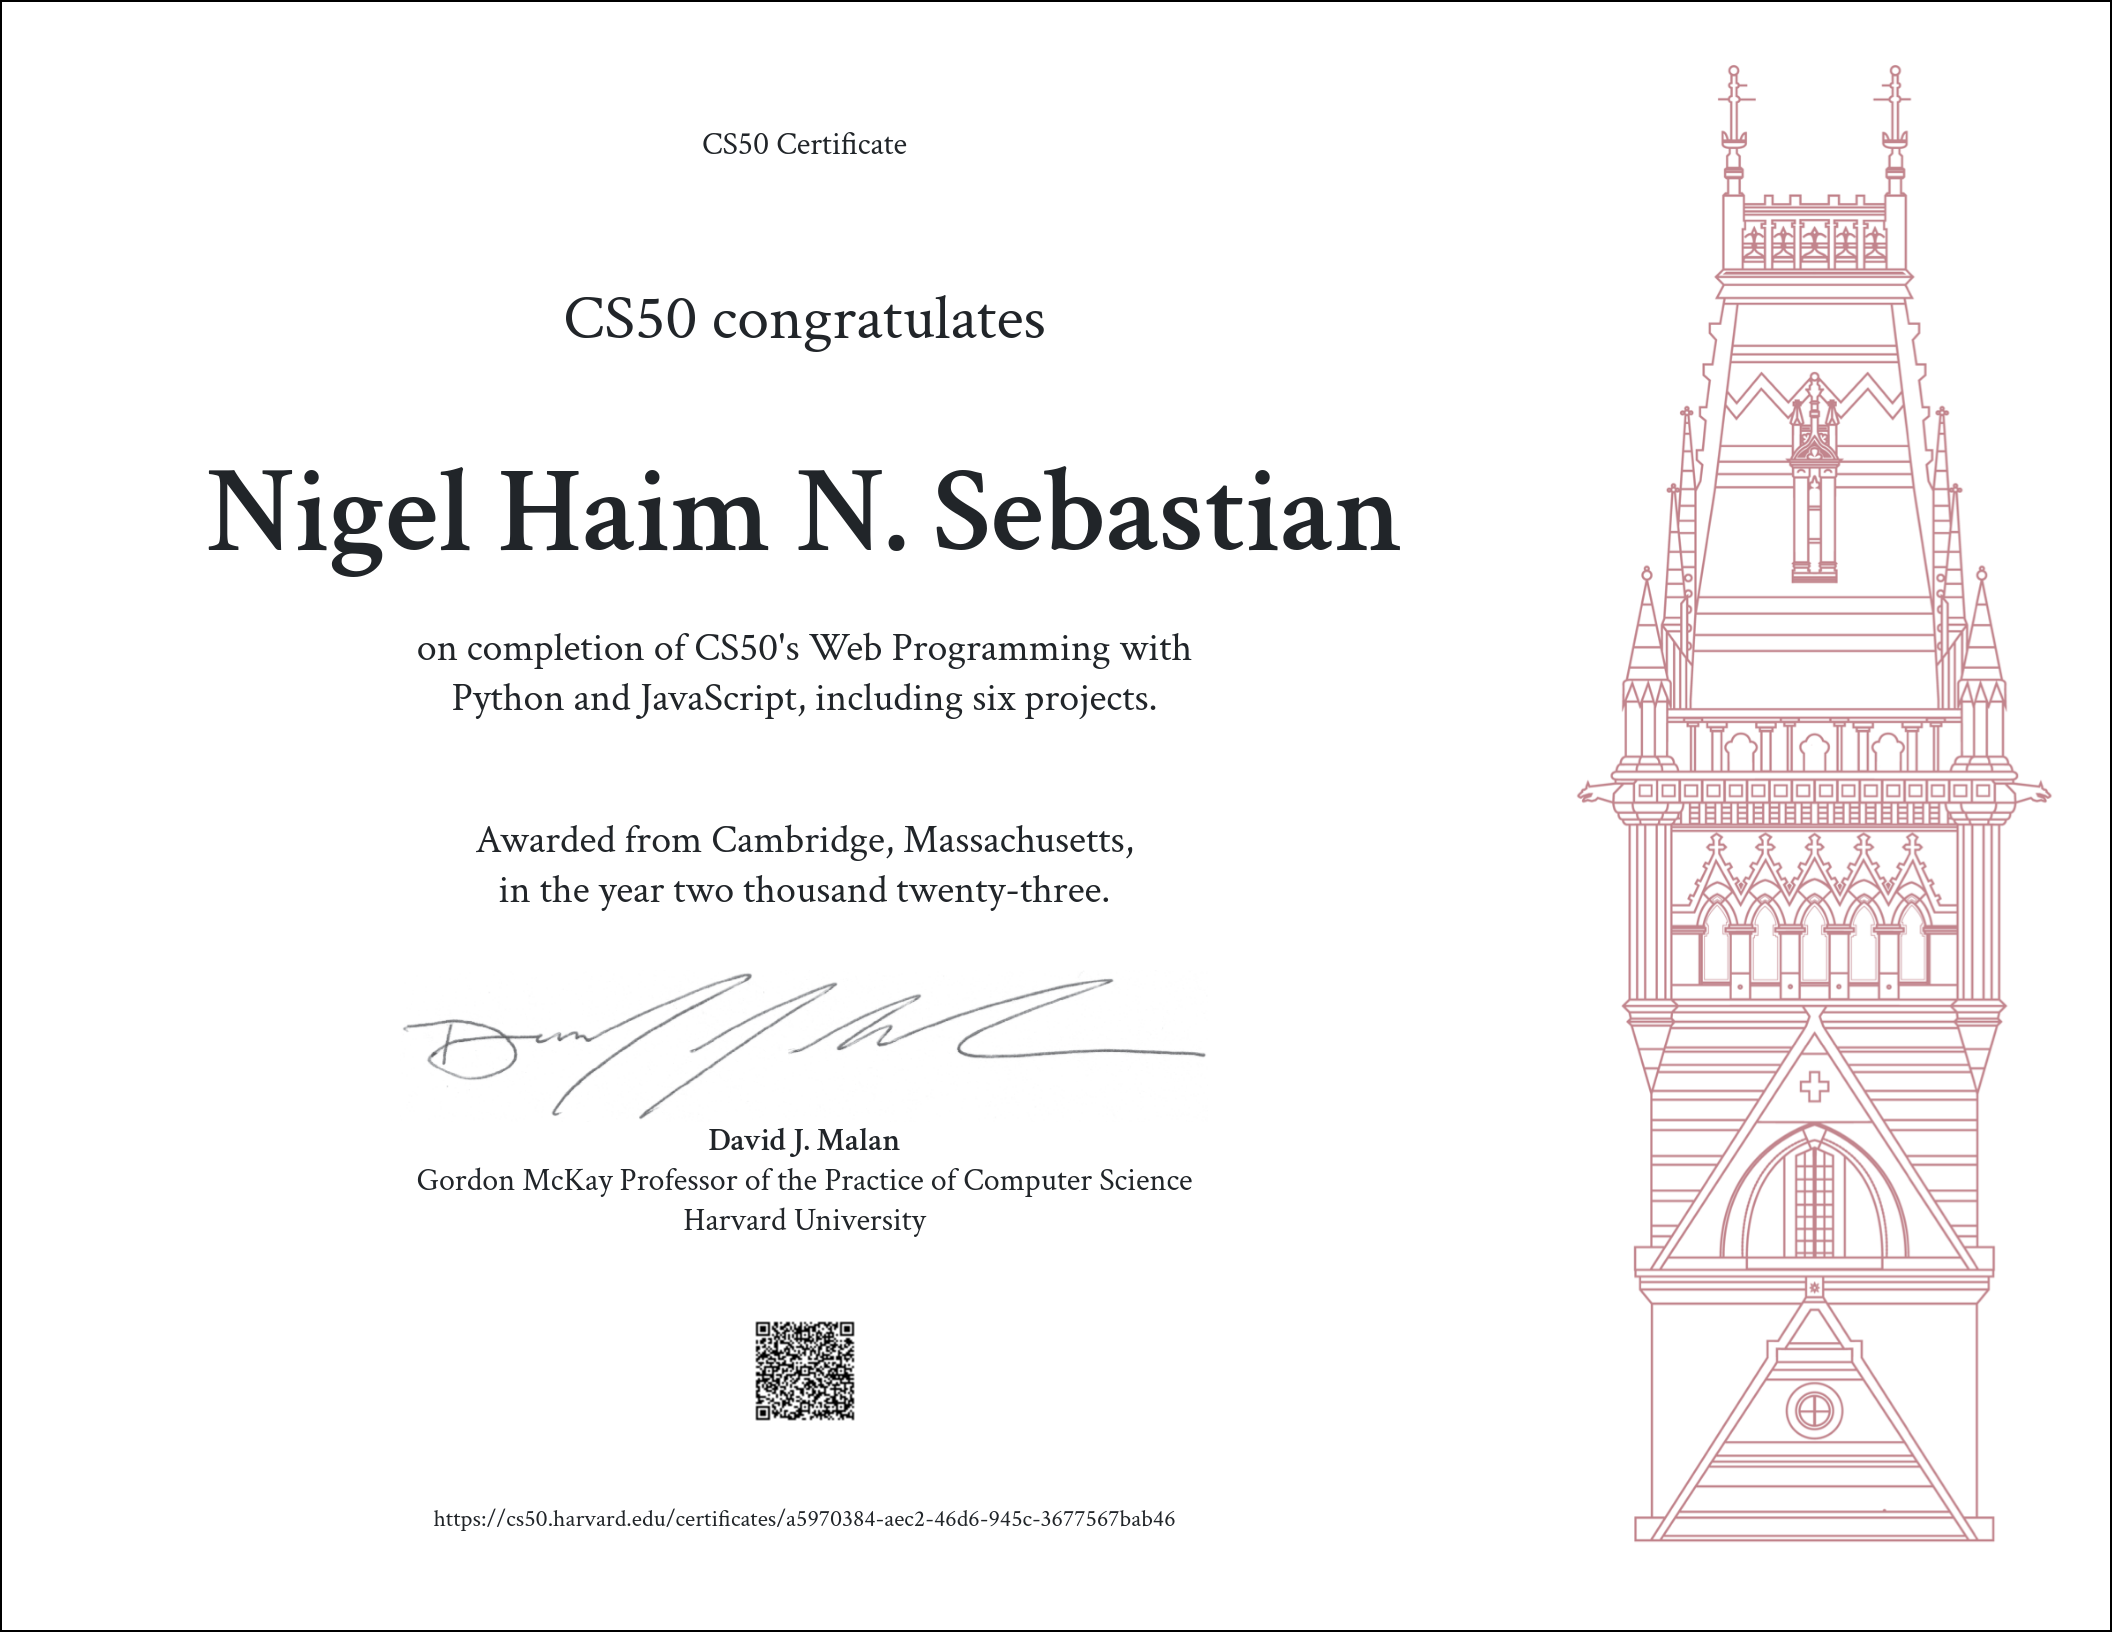 CS50 Certificate
CS50 congratulates
Nigel Haim N. Sebastian
on completion of CS50's Web Programming with
Python and JavaScript, including six projects.
Awarded from Cambridge, Massachusetts,
in the year two thousand twenty-three.
David J. Malan
Gordon McKay Professor of the Practice of Computer Science
Harvard University
https://cs50.harvard.edu/certificates/a5970384-aec2-46d6-945c-3677567bab46